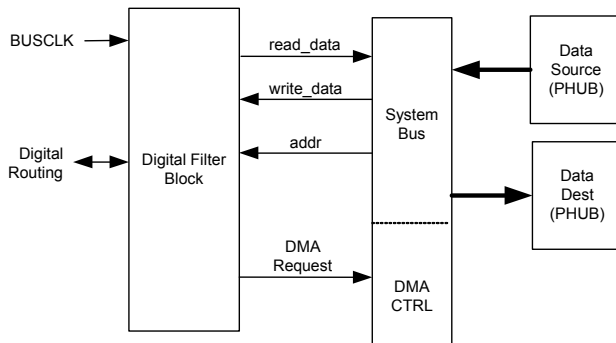 BUSCLK
Digital
Routing
Digital Filter
Block
read_data
write_data
addr
DMA
Request
System
Bus
DMA
CTRL
Data
Source
(PHUB)
Data
Dest
(PHUB)